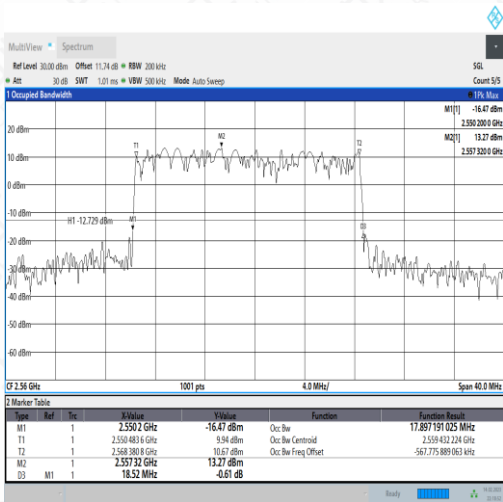 MultiView Spectrum
Ref Level 30.00 dBm Offset 11.74 dB RBW 200 kHz SGL
Att 30 dB SWT 1.01 ms VBW 500 kHz Mode Auto Sweep Count 5/5
1 Occupied Bandwidth 1Pk Max
M1[1] -16.47 dBm
2.550 200 0 GHz
M2[1] 13.27 dBm
2.557 320 0 GHz
20 dBm
T1 M2 T2
10 dBm
0 dBm
-10 dBm
H1 -12.729 dBm M1
D3
-20 dBm
-30 dBm
-40 dBm
-50 dBm
-60 dBm
CF 2.56 GHz 1001 pts 4.0 MHz/ Span 40.0 MHz
2 Marker Table
Type Ref Trc X-Value Y-Value Function Function Result
M1 1 2.550 2 GHz -16.47 dBm Occ Bw 17.897 191 025 MHz
T1 1 2.550 483 6 GHz 9.94 dBm Occ Bw Centroid 2.559 432 224 GHz
T2 1 2.568 380 8 GHz 10.67 dBm Occ Bw Freq Offset -567.775 889 063 kHz
M2 1 2.557 32 GHz 13.27 dBm
D3 M1 1 18.52 MHz -0.61 dB
Ready